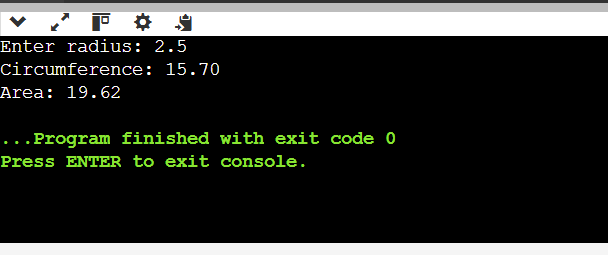 Enter radius: 2.5
Circumference: 15.70
Area: 19.62
...Program finished with exit code 0
Press ENTER to exit console.